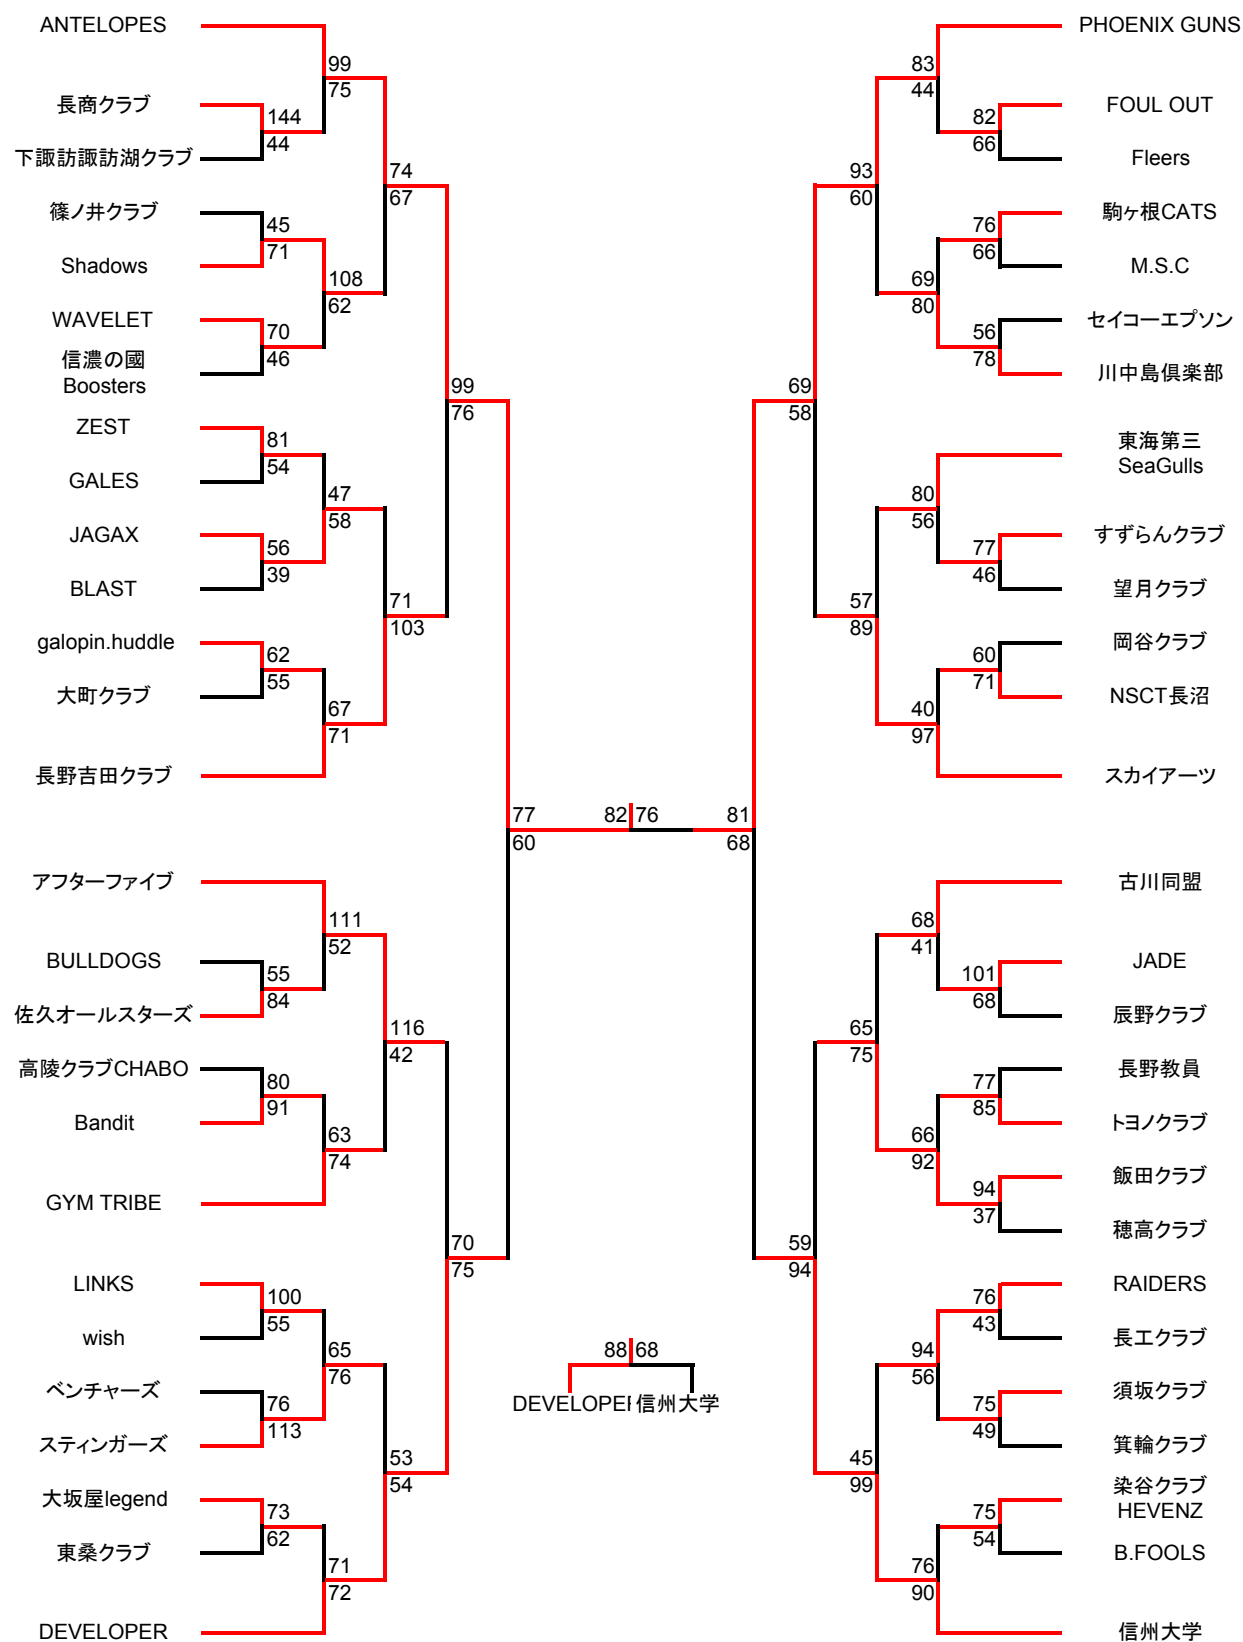 ANTELOPES
99
75
長商クラブ
144
44
下諏訪諏訪湖クラブ
74
67
篠ノ井クラブ
45
71
Shadows
108
62
WAVELET
70
46
信濃の國
Boosters
99
76
ZEST
81
54
GALES
47
58
JAGAX
56
39
BLAST
71
103
galopin.huddle
62
55
大町クラブ
67
71
長野吉田クラブ
77
60
アフターファイブ
111
52
BULLDOGS
55
84
佐久オールスターズ
116
42
高陵クラブCHABO
80
91
Bandit
63
74
GYM TRIBE
70
75
LINKS
100
55
wish
65
76
ベンチャーズ
76
113
スティンガーズ
53
54
大坂屋legend
73
62
東桑クラブ
71
72
DEVELOPER
82 76
88 68
DEVELOPEI 信州大学
PHOENIX GUNS
83
44
FOUL OUT
82
66
Fleers
93
60
駒ヶ根CATS
76
66
M.S.C
69
80
セイコーエプソン
56
78
川中島倶楽部
69
58
東海第三
SeaGulls
80
56
すずらんクラブ
77
46
望月クラブ
57
89
岡谷クラブ
60
71
NSCT長沼
40
97
スカイアーツ
81
68
古川同盟
68
41
JADE
101
68
辰野クラブ
65
75
長野教員
77
85
トヨノクラブ
66
92
飯田クラブ
94
37
穂高クラブ
59
94
RAIDERS
76
43
長工クラブ
94
56
須坂クラブ
75
49
箕輪クラブ
45
99
染谷クラブ
HEVENZ
75
54
B.FOOLS
76
90
信州大学